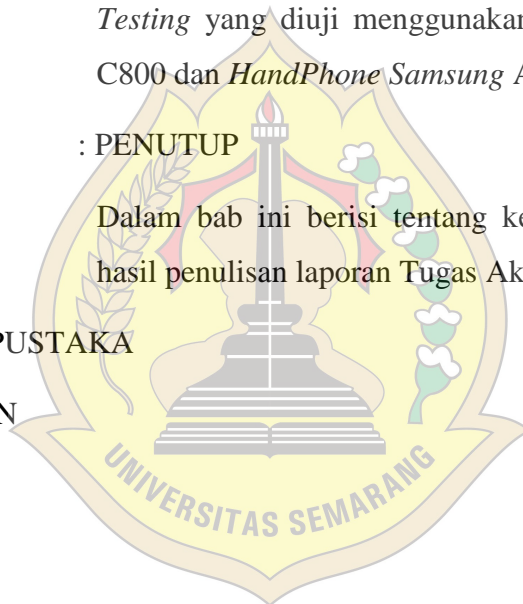 Testing yang diuji menggunakan
C800 dan HandPhone Samsung A
: PENUTUP
Dalam bab ini berisi tentang ke
hasil penulisan laporan Tugas Ak
PUSTAKA
N
UNIVERSITAS SEMARANG